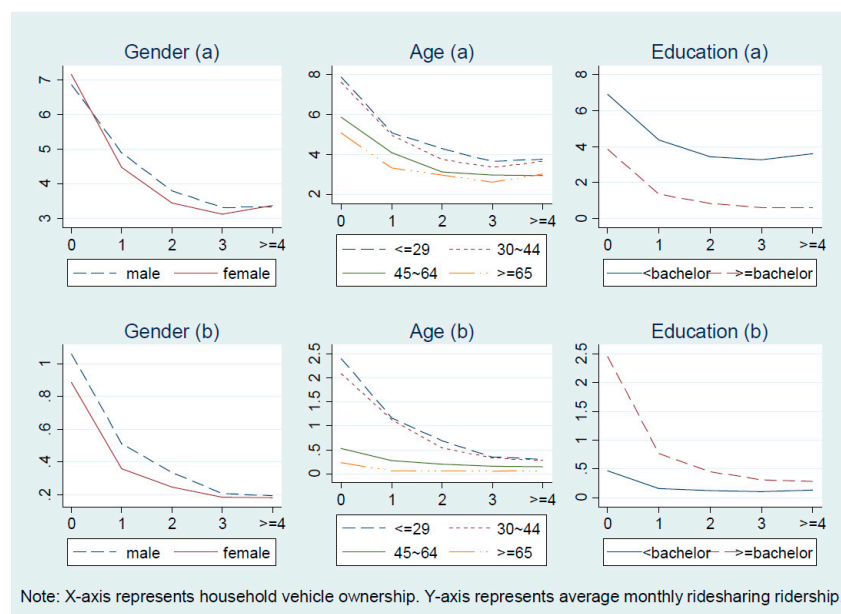 Gender (a)
7
6
5
4
3
0 1 2 3 >=4
male female
Age (a)
8
6
4
2
0 1 2 3 >=4
<=29 30~44
45~64 >=65
Education (a)
8
6
4
2
0
0 1 2 3 >=4
<bachelor >=bachelor
Gender (b)
1
.8
.6
.4
.2
0 1 2 3 >=4
male female
Age (b)
2.5
2
1.5
1
.5
0
0 1 2 3 >=4
<=29 30~44
45~64 >=65
Education (b)
2.5
2
1.5
1
.5
0
0 1 2 3 >=4
<bachelor >=bachelor
Note: X-axis represents household vehicle ownership. Y-axis represents average monthly ridesharing ridership